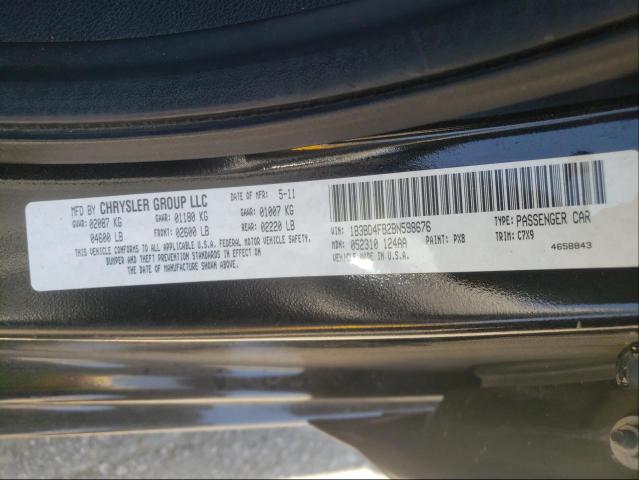 MFD BY CHRYSLER GROUP LLC DATE OF MFR: 5-11
GVWR: 02087 KG GAWR: 01180 KG GAWR: 01007 KG
04600 LB FRONT: 02600 LB REAR: 02220 LB
THIS VEHICLE CONFORMS TO ALL APPLICABLE U.S.A. FEDERAL MOTOR VEHICLE SAFETY,
BUMPER AND THEFT PREVENTION STANDARDS IN EFFECT ON
THE DATE OF MANUFACTURE SHOWN ABOVE.
VIN: 1B3BD4FB2BN598676 TYPE: PASSENGER CAR
MDH: 052310 124AA PAINT: PX8 TRIM: C7X9
VEHICLE MADE IN U.S.A. 4658843